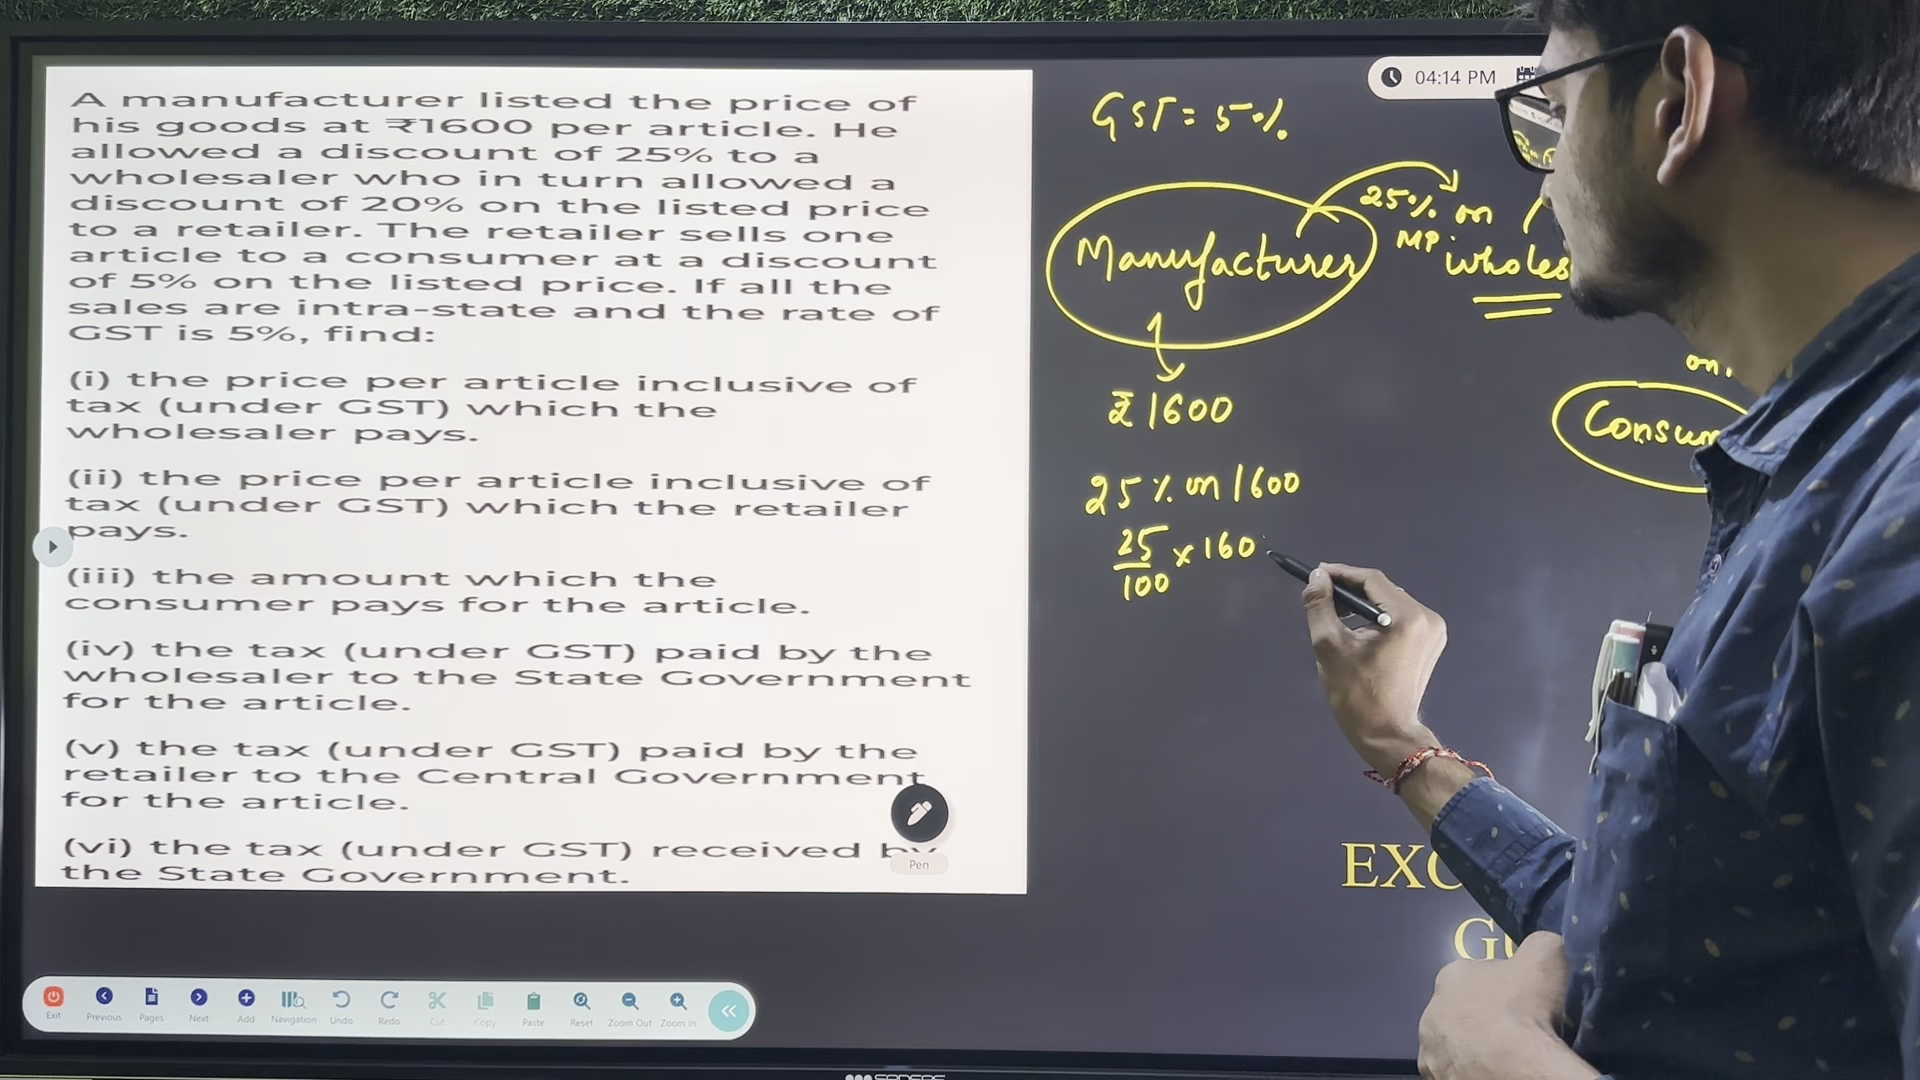 A manufacturer listed the price of
his goods at ₹1600 per article. He
allowed a discount of 25% to a
wholesaler who in turn allowed a
discount of 20% on the listed price
to a retailer. The retailer sells one
article to a consumer at a discount
of 5% on the listed price. If all the
sales are intra-state and the rate of
GST is 5%, find:
(i) the price per article inclusive of
tax (under GST) which the
wholesaler pays.
(ii) the price per article inclusive of
tax (under GST) which the retailer
pays.
(iii) the amount which the
consumer pays for the article.
(iv) the tax (under GST) paid by the
wholesaler to the State Government
for the article.
(v) the tax (under GST) paid by the
retailer to the Central Government
for the article.
(vi) the tax (under GST) received by
the State Government.
Pen
04:14 PM
GST = 5%
25% on
MP
Manufacturer
wholes
₹1600
on
Consum
25% on 1600
25
100
× 160
EXC
G
Exit Previous Pages Next Add Navigation Undo Redo Cut Copy Paste Reset Zoom Out Zoom In